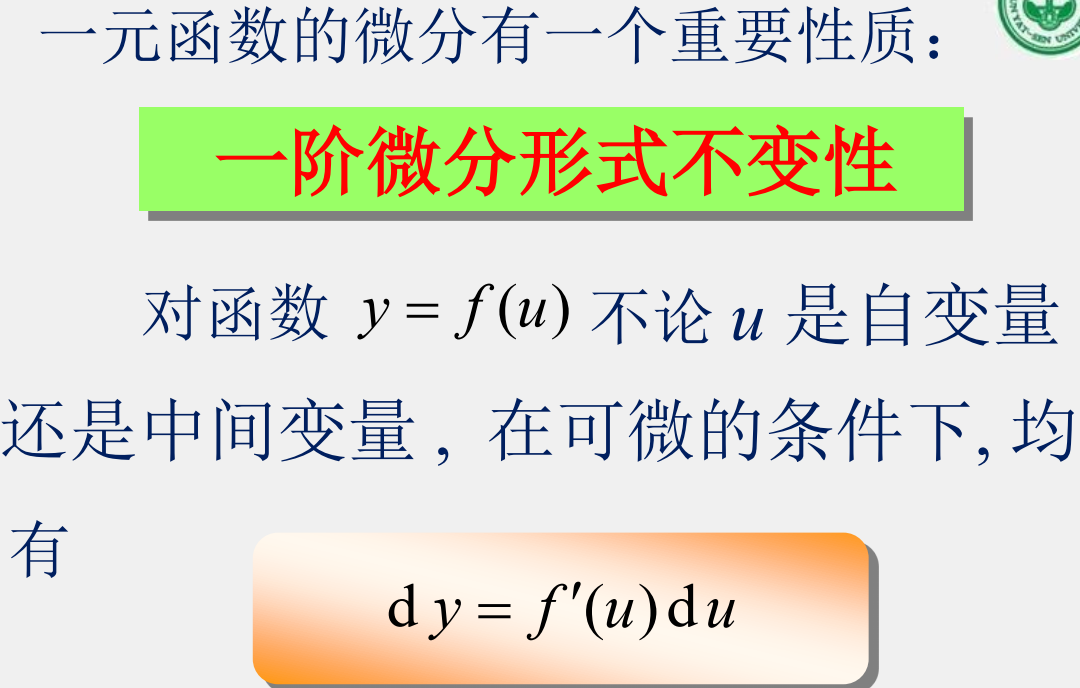 一元函数的微分有一个重要性质：
一阶微分形式不变性
对函数 y = f(u) 不论 u 是自变量
还是中间变量, 在可微的条件下, 均
有
dy = f′(u)du